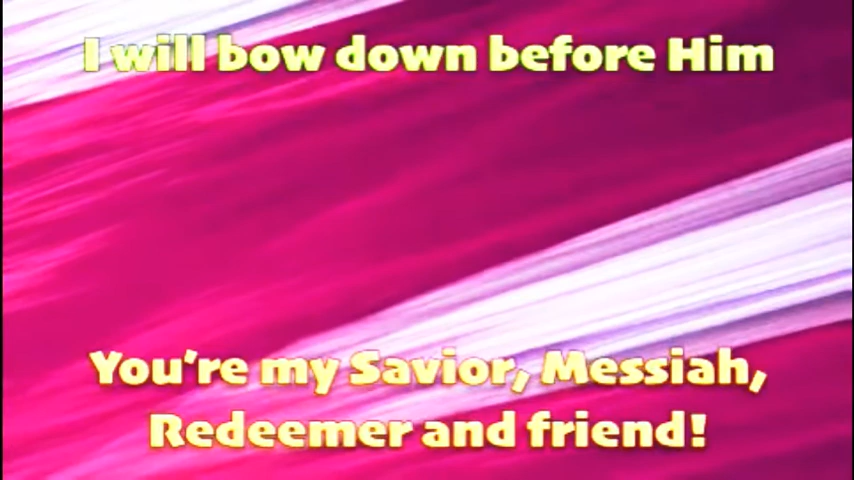 I will bow down before Him
You're my Savior, Messiah,
Redeemer and friend!